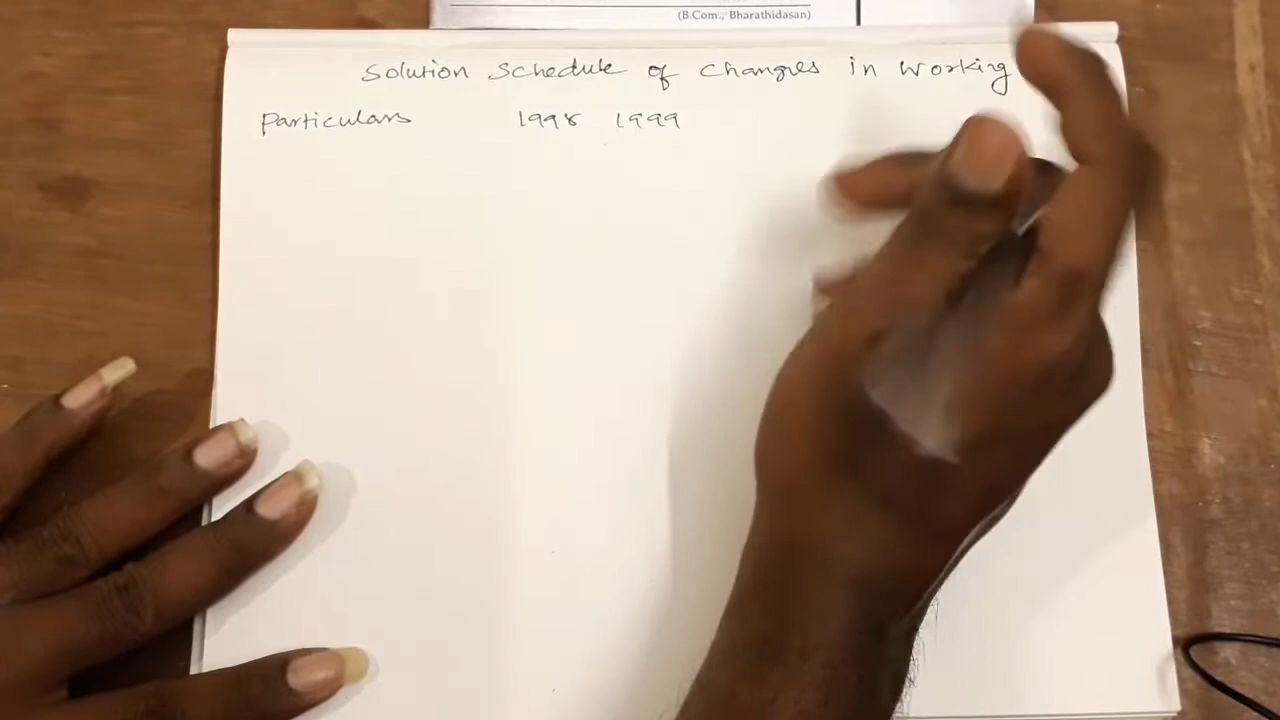 (B.Com., Bharathidasan)
Solution Schedule of Changes in Working
Particulars 1998 1999